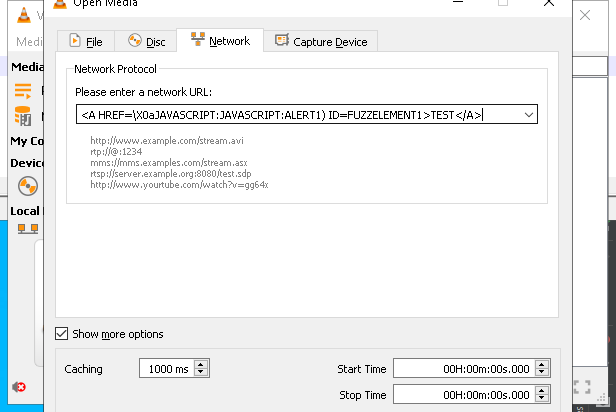 Open Media
V
Medi
Media
My Co
Device
Local
File
Disc
Network
Capture Device
Network Protocol
Please enter a network URL:
<A HREF=\X0aJAVASCRIPT:JAVASCRIPT:ALERT1) ID=FUZZELEMENT1>TEST</A>
http://www.example.com/stream.avi
rtp://@:1234
mms://mms.examples.com/stream.asx
rtsp://server.example.org:8080/test.sdp
http://www.yourtube.com/watch?v=gg64x
Show more options
Caching
1000 ms
Start Time
00H:00m:00s.000
Stop Time
00H:00m:00s.000